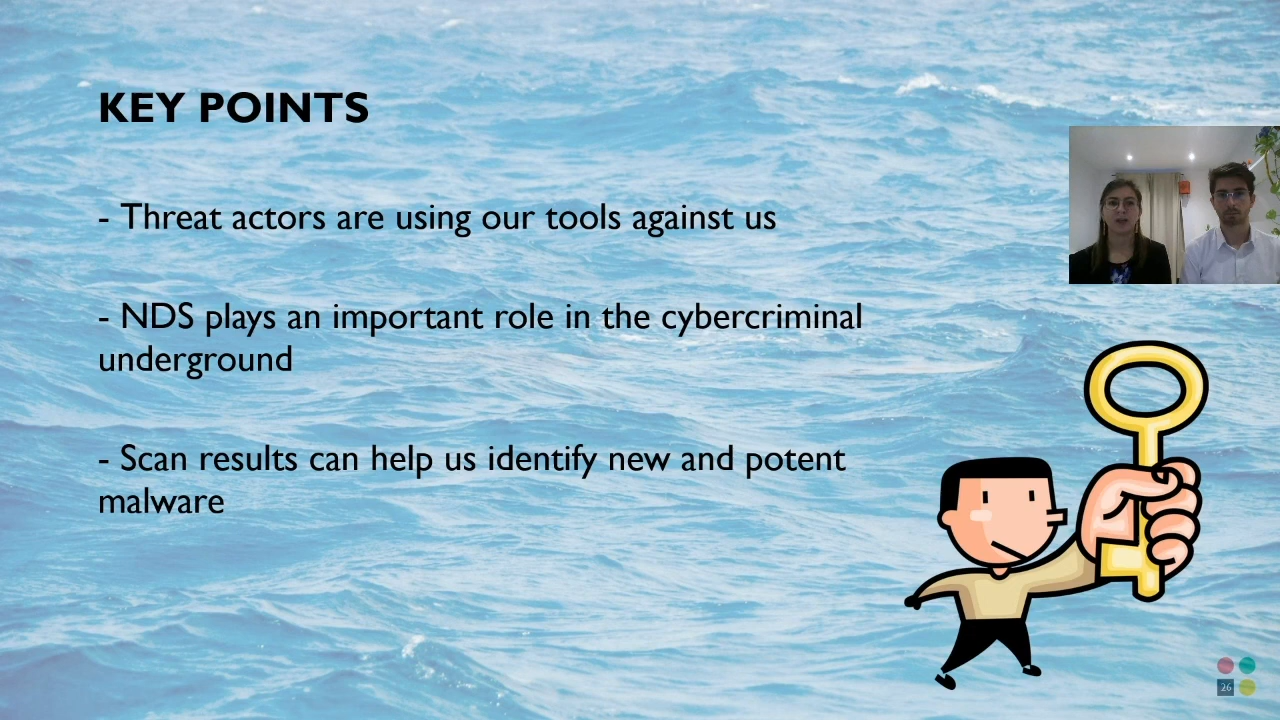 KEY POINTS
- Threat actors are using our tools against us
- NDS plays an important role in the cybercriminal
underground
- Scan results can help us identify new and potent
malware
26